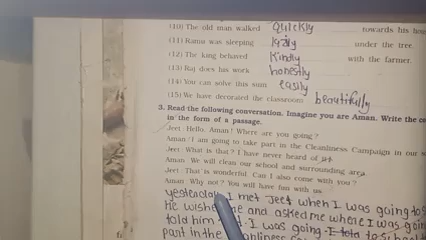 (10) The old man walked Quickly towards his hou
(11) Ramu was sleeping lazily under the tree.
(12) The king behaved Kindly with the farmer.
(13) Raj does his work honestly
(14) You can solve this sum easily
(15) We have decorated the classroom beautifully
3. Read the following conversation. Imagine you are Aman. Write the co
in the form of a passage.
Jeet : Hello, Aman ! Where are you going ?
Aman : I am going to take part in the Cleanliness Campaign in our s
Jeet : What is that ? I have never heard of it.
Aman : We will clean our school and surrounding area.
Jeet : That is wonderful. Can I also come with you ?
Aman : Why not ? You will have fun with us.
yesterday I met Jeet when I was going to s
He wishe me and asked me where I was goin
told him I was going to school
part in the